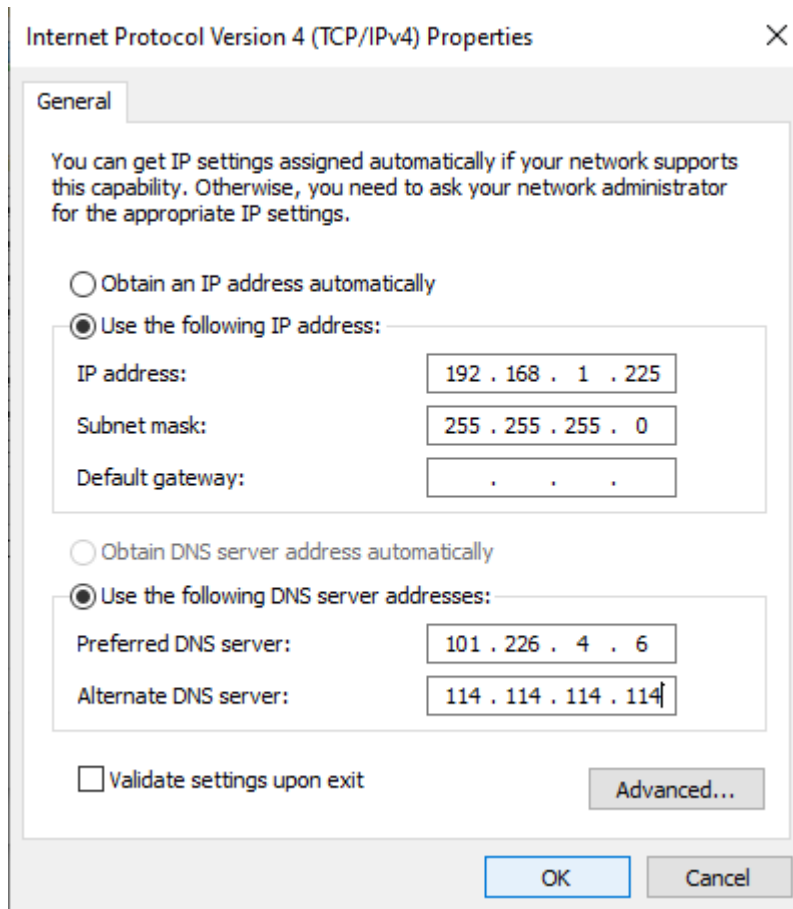 Internet Protocol Version 4 (TCP/IPv4) Properties
General
You can get IP settings assigned automatically if your network supports
this capability. Otherwise, you need to ask your network administrator
for the appropriate IP settings.
Obtain an IP address automatically
Use the following IP address:
IP address: 192 . 168 . 1 . 225
Subnet mask: 255 . 255 . 255 . 0
Default gateway: . . .
Obtain DNS server address automatically
Use the following DNS server addresses:
Preferred DNS server: 101 . 226 . 4 . 6
Alternate DNS server: 114 . 114 . 114 . 114
Validate settings upon exit
Advanced...
OK Cancel